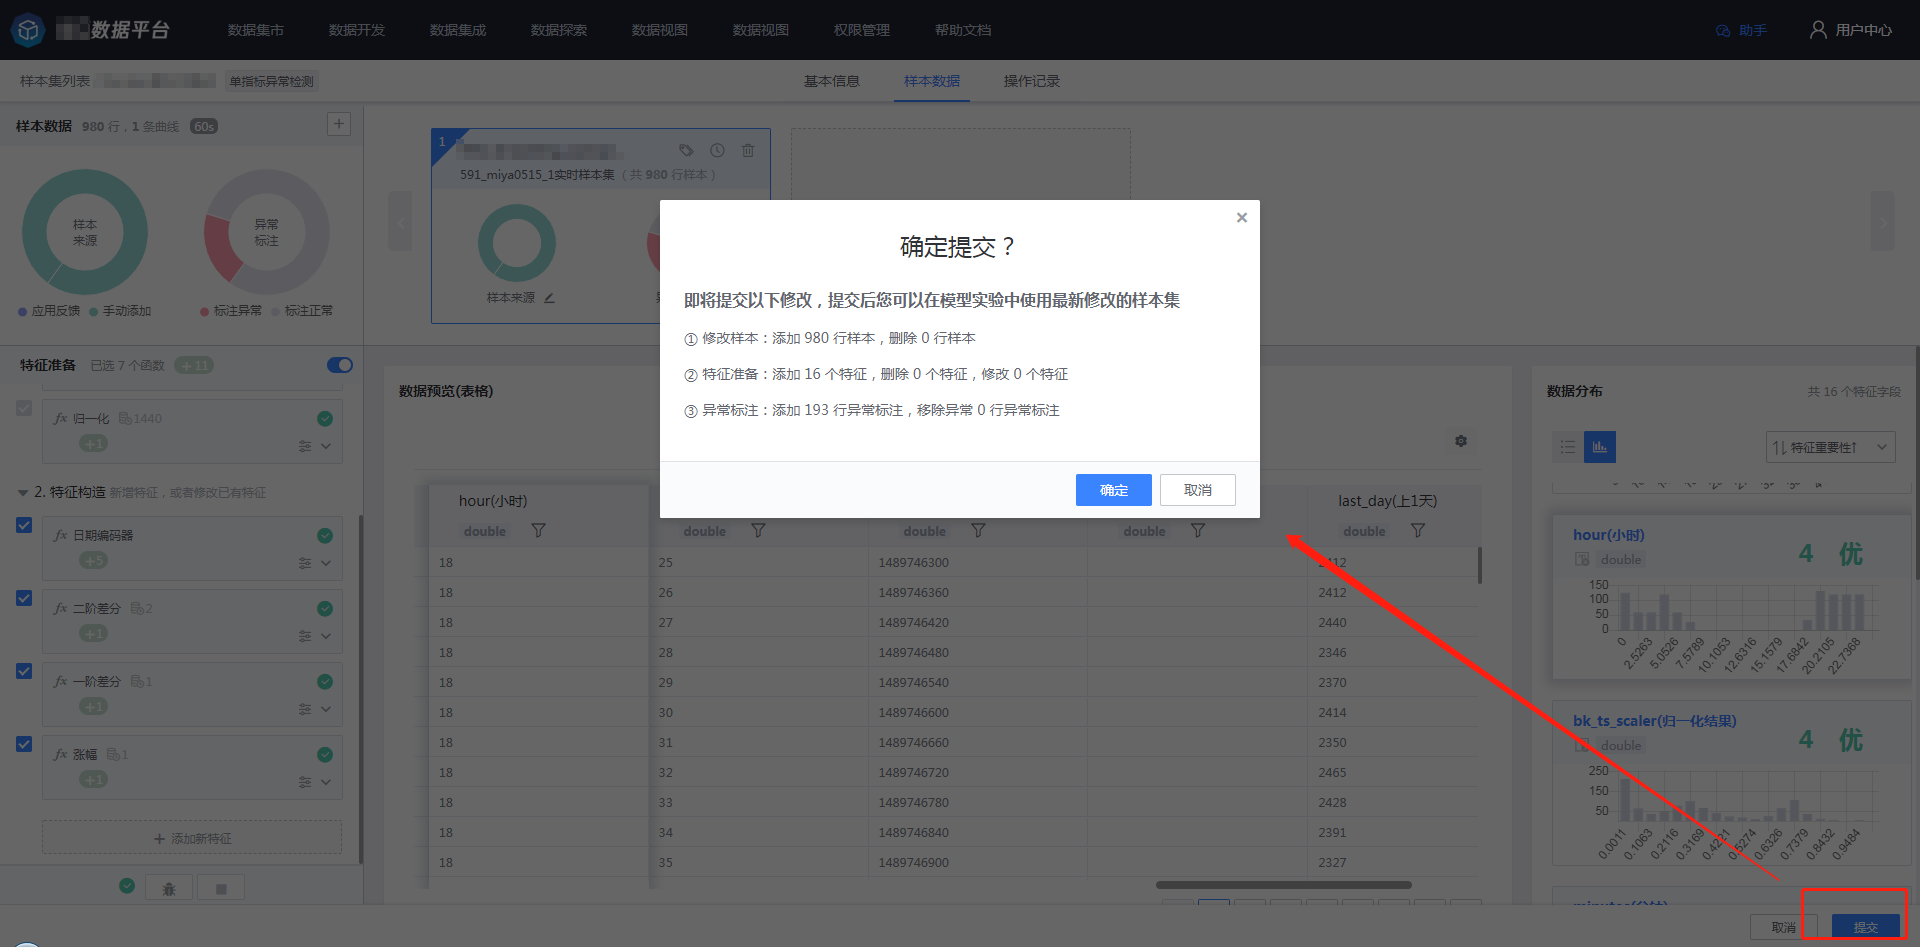 数据平台
数据集市 数据开发 数据集成 数据探索 数据视图 数据视图 权限管理 帮助文档
助手 用户中心
样本集列表 单指标异常检测
基本信息 样本数据 操作记录
样本数据 980 行，1 条曲线 60s
样本
来源
异常
标注
应用反馈 手动添加 标注异常 标注正常
1
591_miya0515_1实时样本集 （ 共 980 行样本 ）
样本来源
确定提交？
即将提交以下修改，提交后您可以在模型实验中使用最新修改的样本集
① 修改样本：添加 980 行样本，删除 0 行样本
② 特征准备：添加 16 个特征，删除 0 个特征，修改 0 个特征
③ 异常标注：添加 193 行异常标注，移除异常 0 行异常标注
确定 取消
特征准备 已选 7 个函数 +11
fx 归一化 1440
+1
2. 特征构造 新增特征，或者修改已有特征
fx 日期编码器
+5
fx 二阶差分 2
+1
fx 一阶差分 1
+1
fx 涨幅 1
+1
+ 添加新特征
数据预览(表格)
hour(小时) last_day(上1天)
double double double double double
18 25 1489746300 2412
18 26 1489746360 2412
18 27 1489746420 2440
18 28 1489746480 2346
18 29 1489746540 2370
18 30 1489746600 2414
18 31 1489746660 2350
18 32 1489746720 2465
18 33 1489746780 2428
18 34 1489746840 2391
18 35 1489746900 2327
数据分布 共 16 个特征字段
特征重要性↑
hour(小时)
double
4 优
150
100
50
0
0 2.5263 5.0526 7.5789 10.1053 12.6316 15.1579 17.6842 20.2105 22.7368
bk_ts_scaler(归一化结果)
double
4 优
250
150
50
0.0011 0.1063 0.2116 0.3169 0.4221 0.5274 0.6326 0.7379 0.8432 0.9484
minutes(分钟)
取消 提交